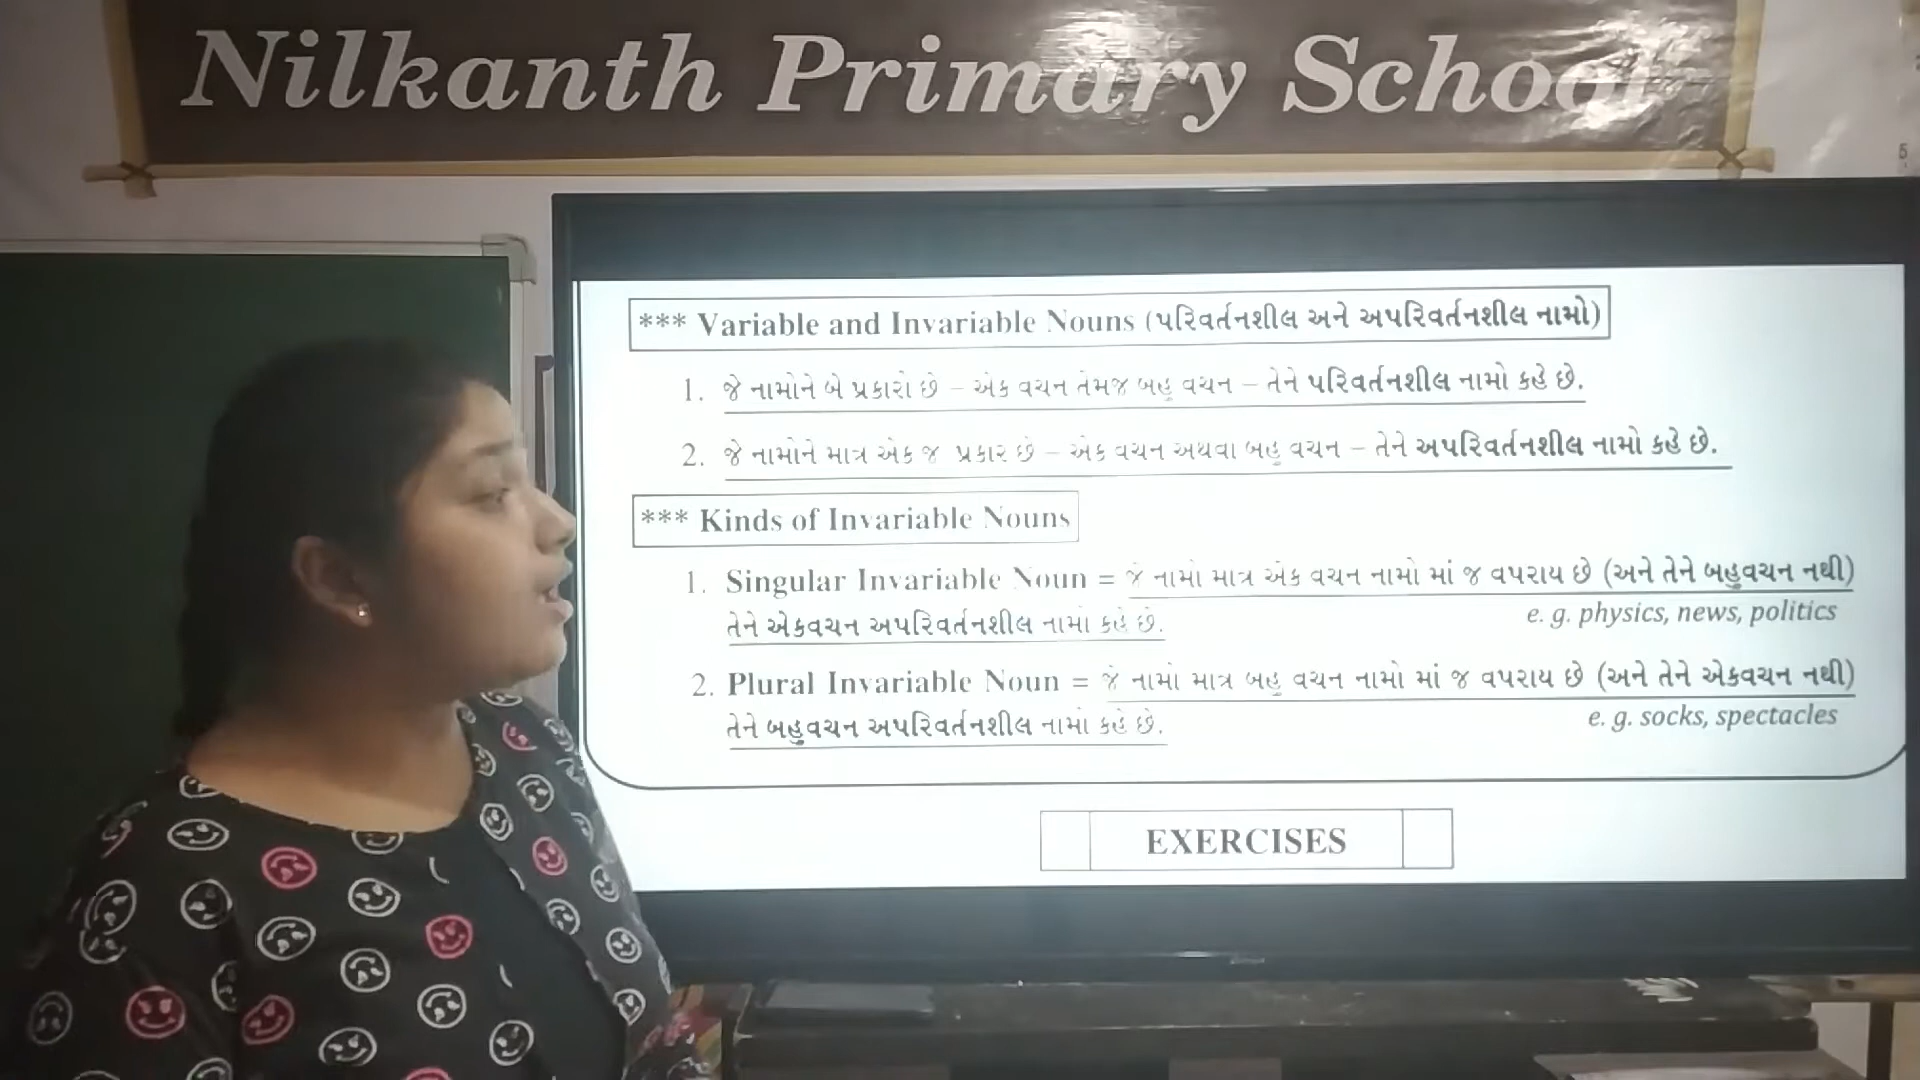 Nilkanth Primary School
*** Variable and Invariable Nouns (પરિવર્તનશીલ અને અપરિવર્તનશીલ નામો)
1. જે નામોને બે પ્રકારો છે – એક વચન તેમજ બહુ વચન – તેને પરિવર્તનશીલ નામો કહે છે.
2. જે નામોને માત્ર એક જ પ્રકાર છે – એક વચન અથવા બહુ વચન – તેને અપરિવર્તનશીલ નામો કહે છે.
*** Kinds of Invariable Nouns
1. Singular Invariable Noun = જે નામો માત્ર એક વચન નામો માં જ વપરાય છે (અને તેને બહુવચન નથી)
તેને એકવચન અપરિવર્તનશીલ નામો કહે છે.
e. g. physics, news, politics
2. Plural Invariable Noun = જે નામો માત્ર બહુ વચન નામો માં જ વપરાય છે (અને તેને એકવચન નથી)
તેને બહુવચન અપરિવર્તનશીલ નામો કહે છે.
e. g. socks, spectacles
EXERCISES
5